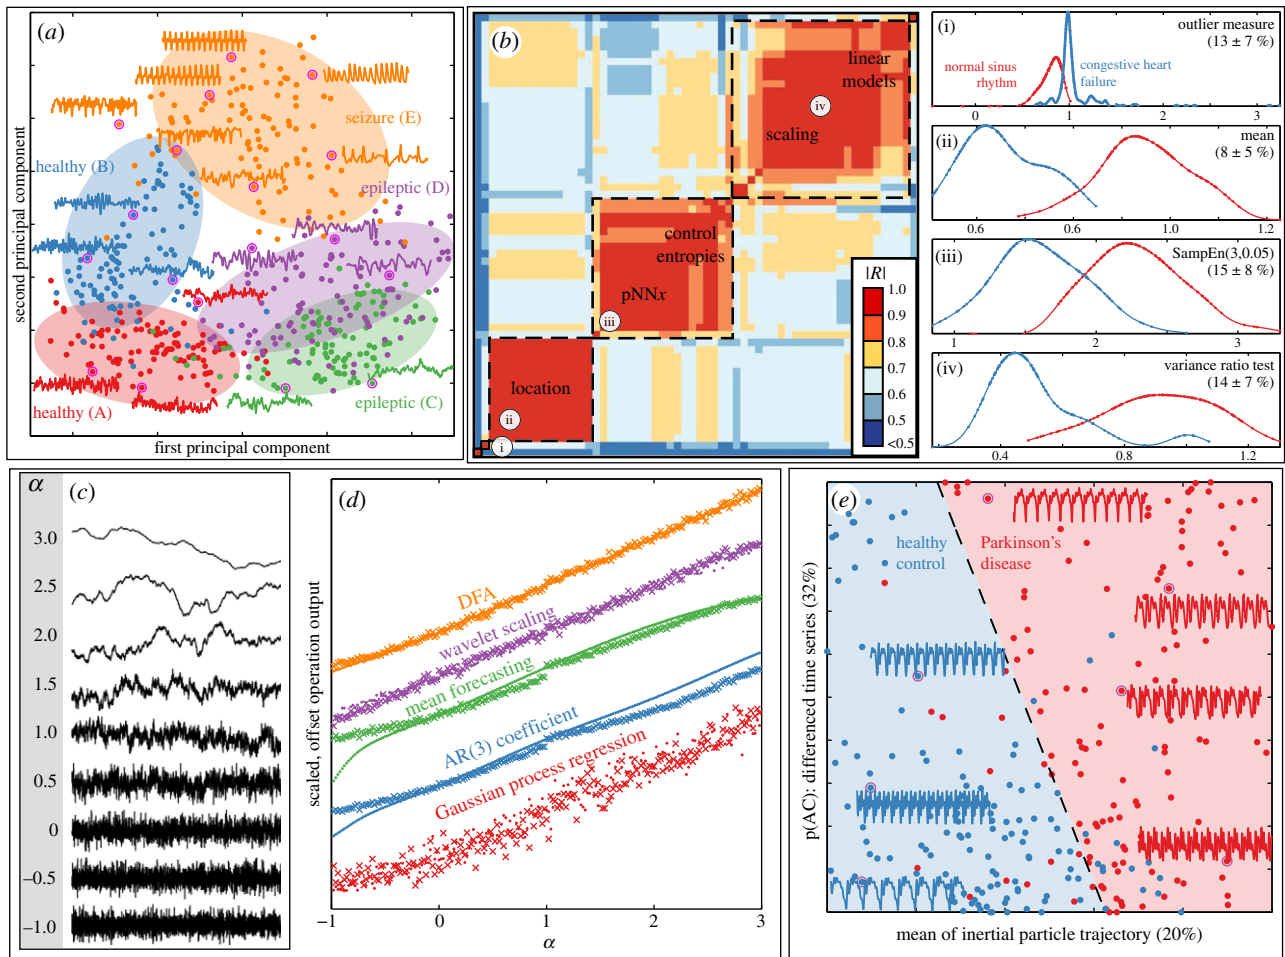 (a)
second principal component
healthy (B)
seizure (E)
epileptic (D)
healthy (A)
epileptic (C)
first principal component
(b)
linear
models
iv
scaling
control
entropies
pNNx
iii
location
ii
i
|R|
1.0
0.9
0.8
0.7
0.6
0.5
<0.5
(i)
outlier measure
(13 ± 7 %)
normal sinus
rhythm
congestive heart
failure
0 1 2 3
(ii)
mean
(8 ± 5 %)
0.6 0.6 1.0 1.2
(iii)
SampEn(3,0.05)
(15 ± 8 %)
1 2 3
(iv)
variance ratio test
(14 ± 7 %)
0.4 0.8 1.2
α
(c)
3.0
2.5
2.0
1.5
1.0
0.5
0
–0.5
–1.0
(d)
scaled, offset operation output
DFA
wavelet scaling
mean forecasting
AR(3) coefficient
Gaussian process regression
–1 0 1 2 3
α
(e)
p(AC): differenced time series (32%)
healthy
control
Parkinson's
disease
mean of inertial particle trajectory (20%)